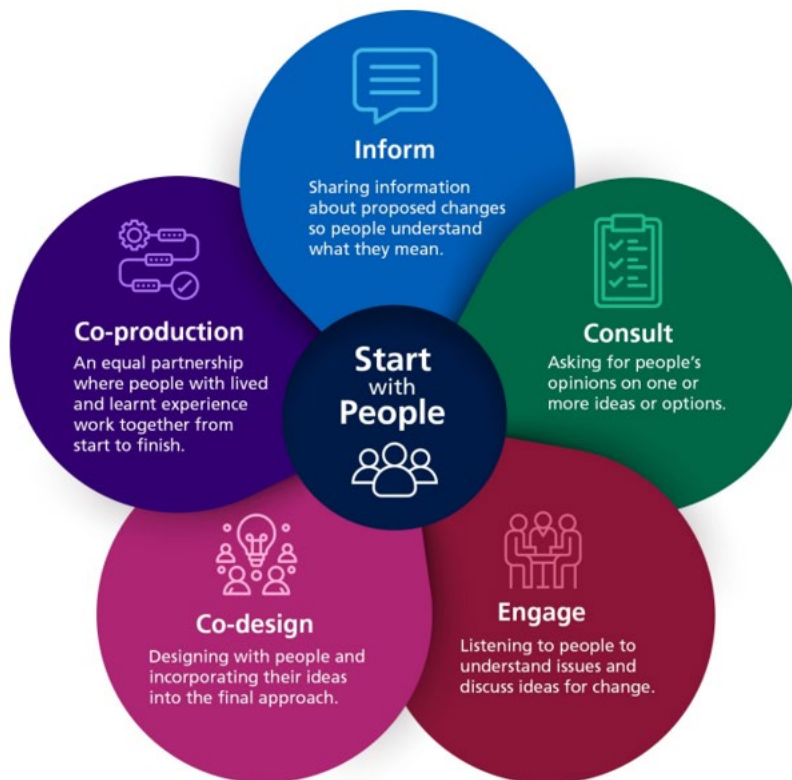 Inform
Sharing information
about proposed changes
so people understand
what they mean.
Consult
Asking for people's
opinions on one or
more ideas or options.
Engage
Listening to people to
understand issues and
discuss ideas for change.
Co-design
Designing with people and
incorporating their ideas
into the final approach.
Co-production
An equal partnership
where people with lived
and learnt experience
work together from
start to finish.
Start
with
People